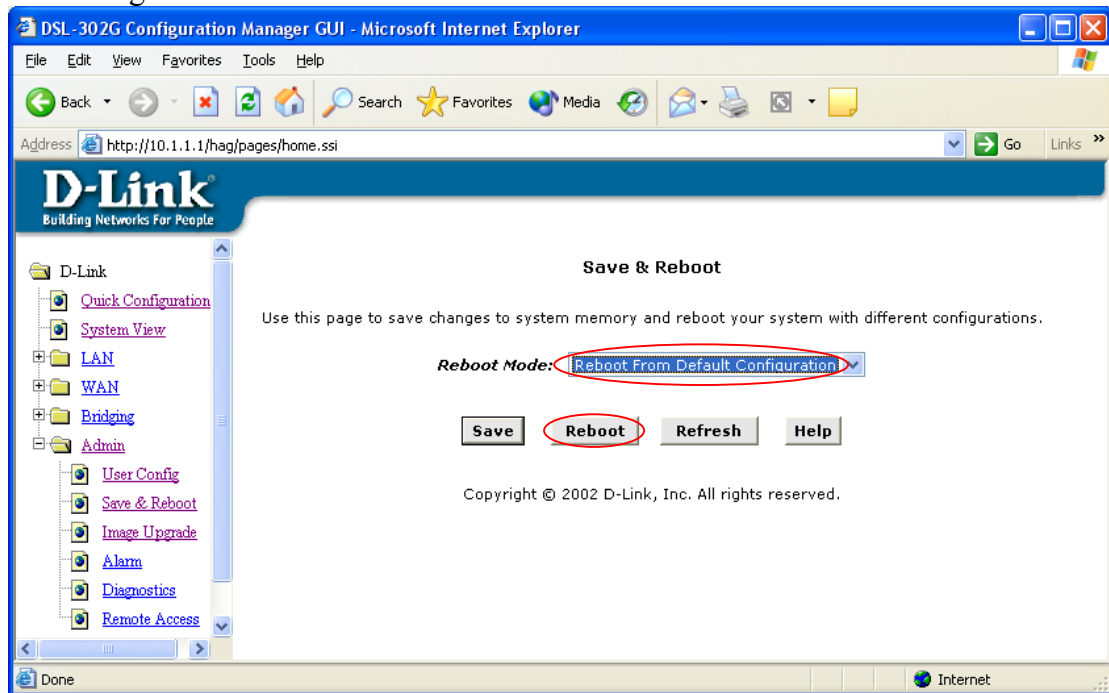 DSL-302G Configuration Manager GUI - Microsoft Internet Explorer
File Edit View Favorites Tools Help
Back Search Favorites Media
Address http://10.1.1.1/hag/pages/home.ssi Go Links »
D-Link®
Building Networks For People
D-Link
Quick Configuration
System View
LAN
WAN
Bridging
Admin
User Config
Save & Reboot
Image Upgrade
Alarm
Diagnostics
Remote Access
Save & Reboot
Use this page to save changes to system memory and reboot your system with different configurations.
Reboot Mode: Reboot From Default Configuration
Save Reboot Refresh Help
Copyright © 2002 D-Link, Inc. All rights reserved.
Done Internet